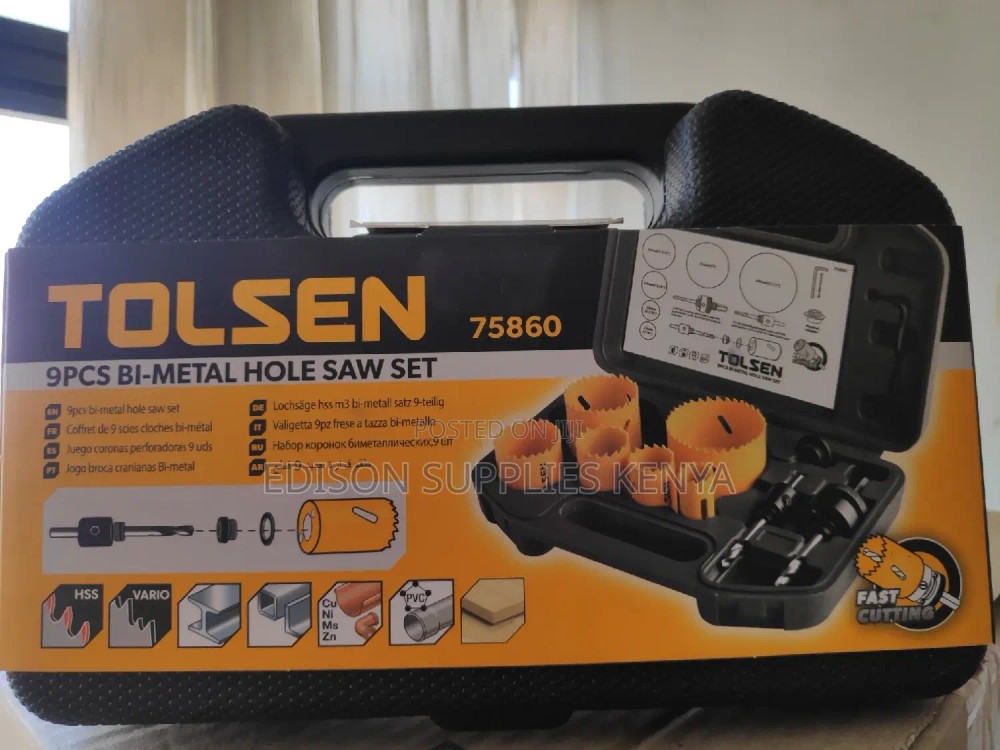 TOLSEN
75860
9PCS BI-METAL HOLE SAW SET
EN 9pcs bi-metal hole saw set
FR Coffret de 9 scies cloches bi-métal
ES Juego coronas perforadoras 9 uds
PT Jogo broca cranianas Bi-metal
DE Lochsäge hss m3 bi-metall satz 9-teilig
IT Valigetta 9pz frese a tazza bi-metallo
RU Набор коронок биметаллических,9 шт
AR
POSTED ON
EDISON SUPPLIES KENYA
HSS
VARIO
Cu
Ni
Ms
Zn
PVC
TOLSEN
9PCS BI-METAL HOLE SAW SET
FAST
CUTTING